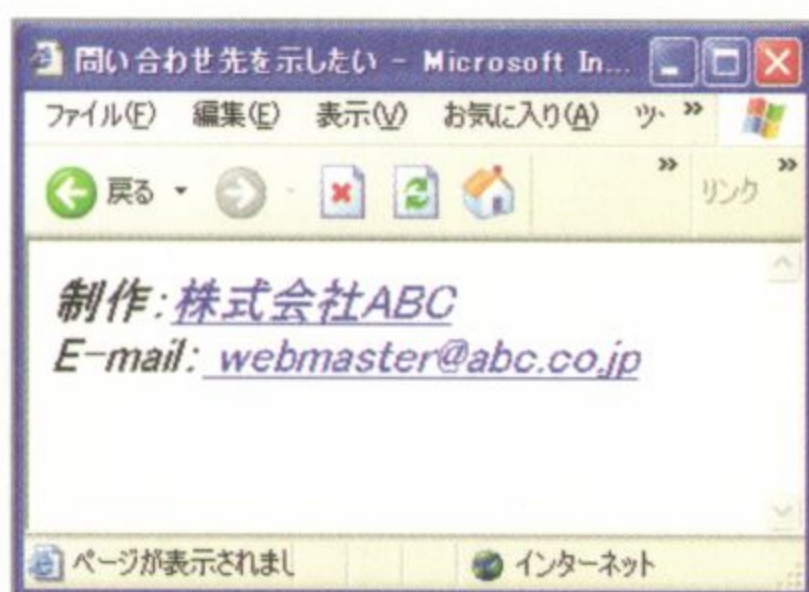 問い合わせ先を示したい - Microsoft In...
ファイル(F) 編集(E) 表示(V) お気に入り(A) ツ、 »
戻る » リンク »
制作:株式会社ABC
E-mail: webmaster@abc.co.jp
ページが表示されまし インターネット